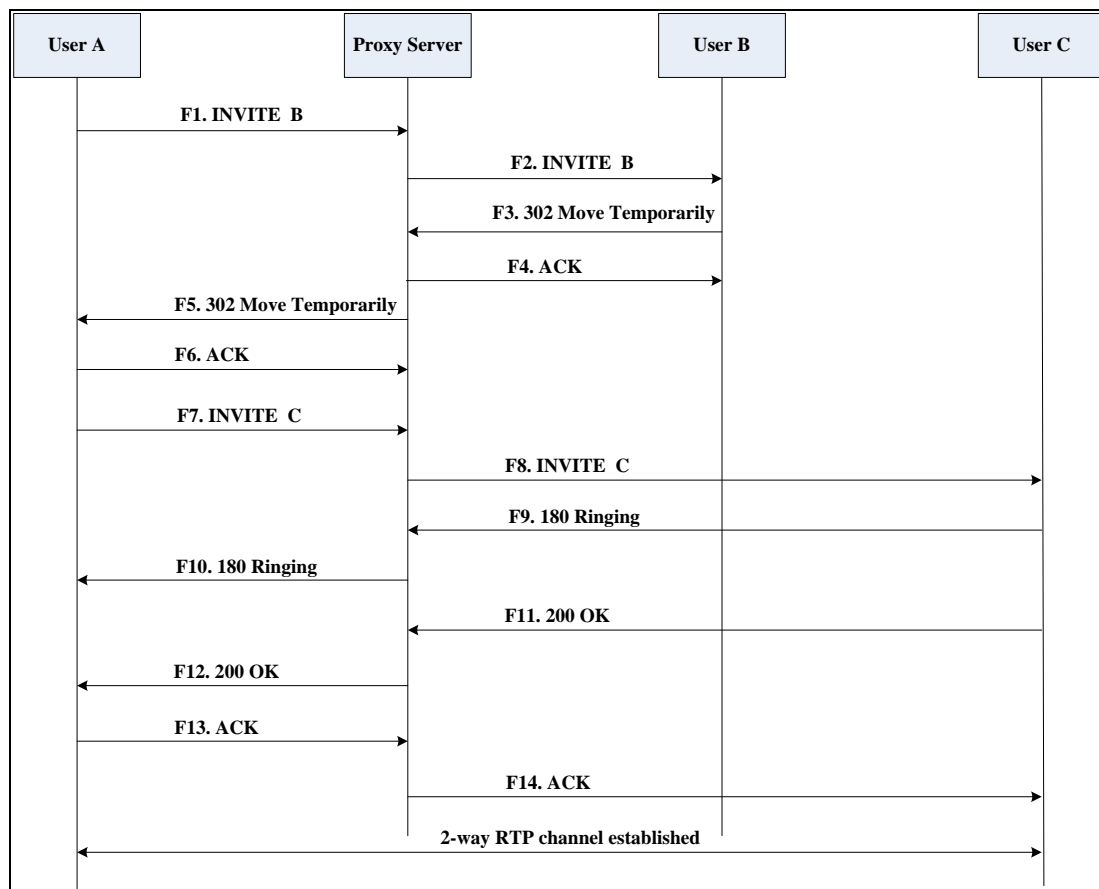 User A
Proxy Server
User B
User C
F1. INVITE B
F2. INVITE B
F3. 302 Move Temporarily
F4. ACK
F5. 302 Move Temporarily
F6. ACK
F7. INVITE C
F8. INVITE C
F9. 180 Ringing
F10. 180 Ringing
F11. 200 OK
F12. 200 OK
F13. ACK
F14. ACK
2-way RTP channel established